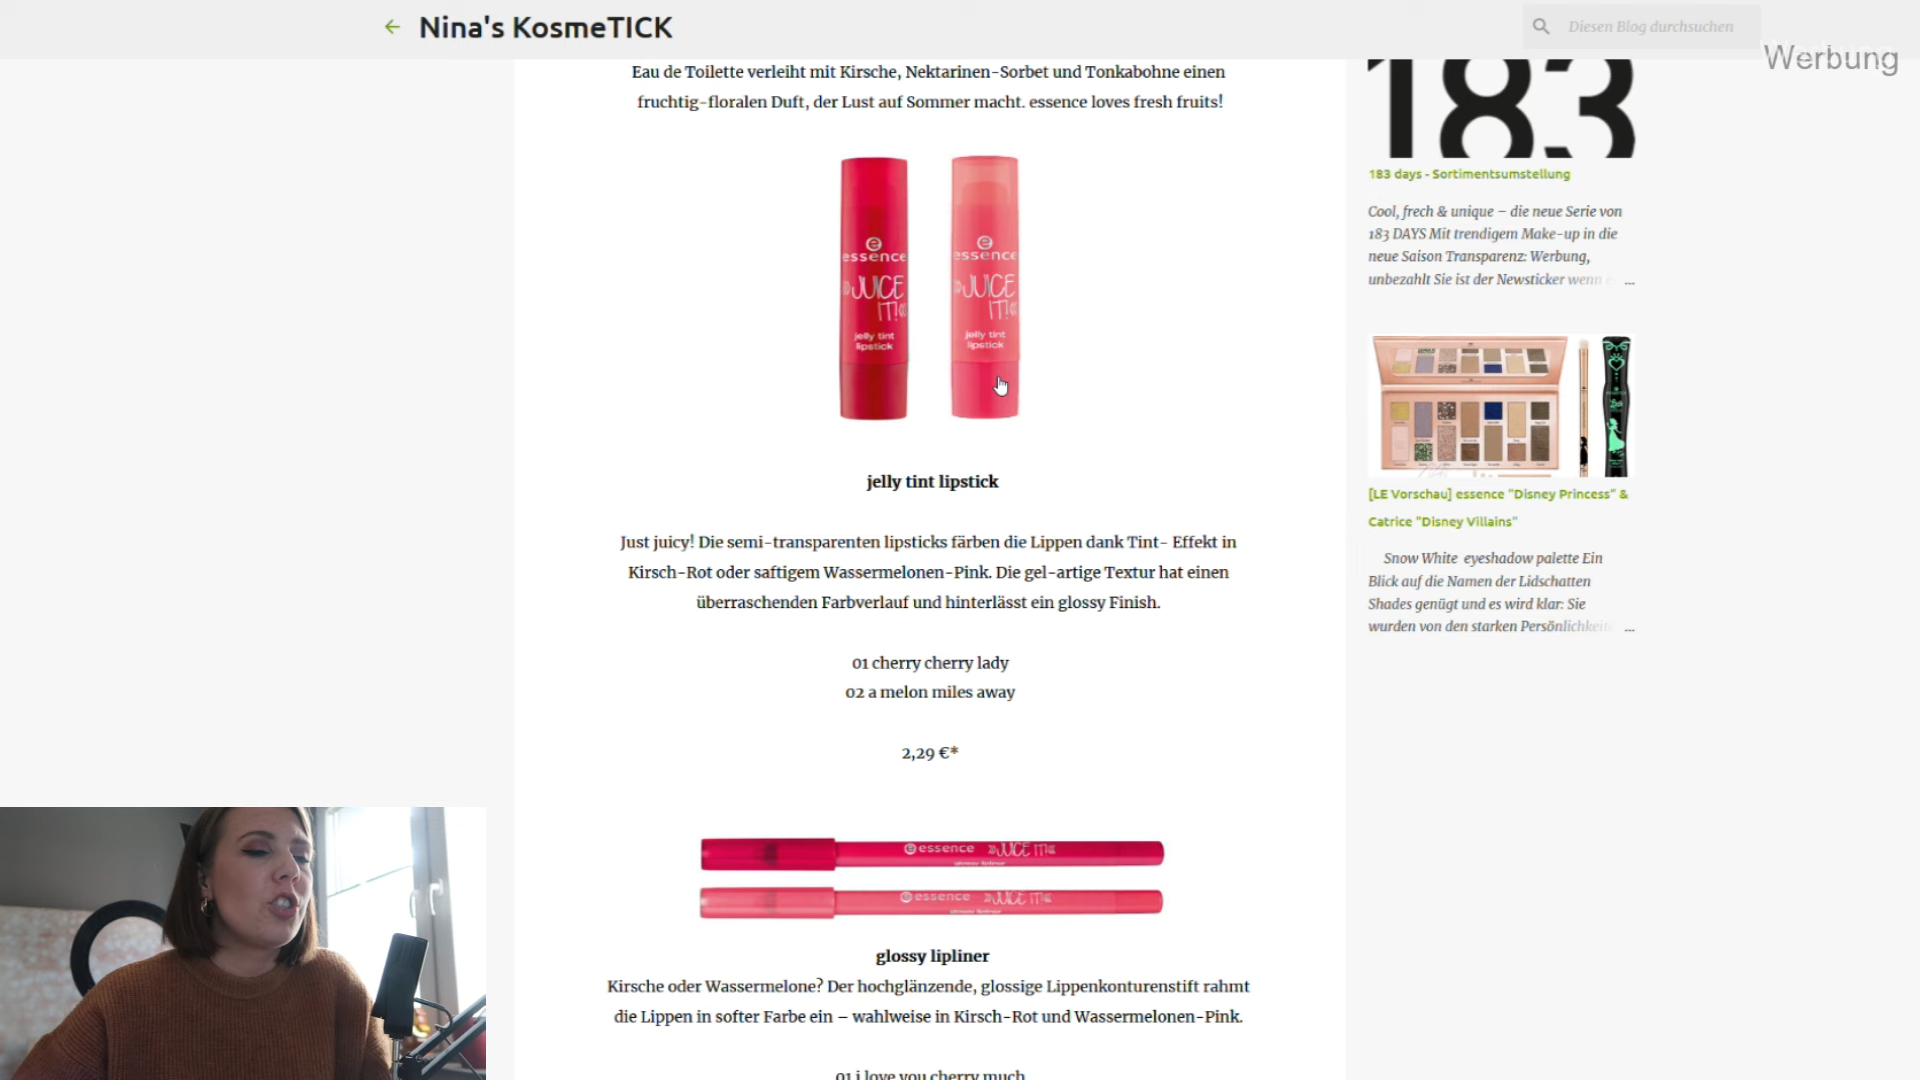 Nina's KosmeTICK
Diesen Blog durchsuchen
Werbung
Eau de Toilette verleiht mit Kirsche, Nektarinen-Sorbet und Tonkabohne einen
fruchtig-floralen Duft, der Lust auf Sommer macht. essence loves fresh fruits!
essence
JUICE
IT!
jelly tint
lipstick
essence
JUICE
IT!
jelly tint
lipstick
jelly tint lipstick
Just juicy! Die semi-transparenten lipsticks färben die Lippen dank Tint- Effekt in
Kirsch-Rot oder saftigem Wassermelonen-Pink. Die gel-artige Textur hat einen
überraschenden Farbverlauf und hinterlässt ein glossy Finish.
01 cherry cherry lady
02 a melon miles away
2,29 €*
essence JUICE IT!
essence JUICE IT!
glossy lipliner
Kirsche oder Wassermelone? Der hochglänzende, glossige Lippenkonturenstift rahmt
die Lippen in softer Farbe ein – wahlweise in Kirsch-Rot und Wassermelonen-Pink.
01 i love you cherry much
183
183 days - Sortimentsumstellung
Cool, frech & unique – die neue Serie von
183 DAYS Mit trendigem Make-up in die
neue Saison Transparenz: Werbung,
unbezahlt Sie ist der Newsticker wenn ...
[LE Vorschau] essence "Disney Princess" &
Catrice "Disney Villains"
Snow White eyeshadow palette Ein
Blick auf die Namen der Lidschatten
Shades genügt und es wird klar: Sie
wurden von den starken Persönlichkeite ...